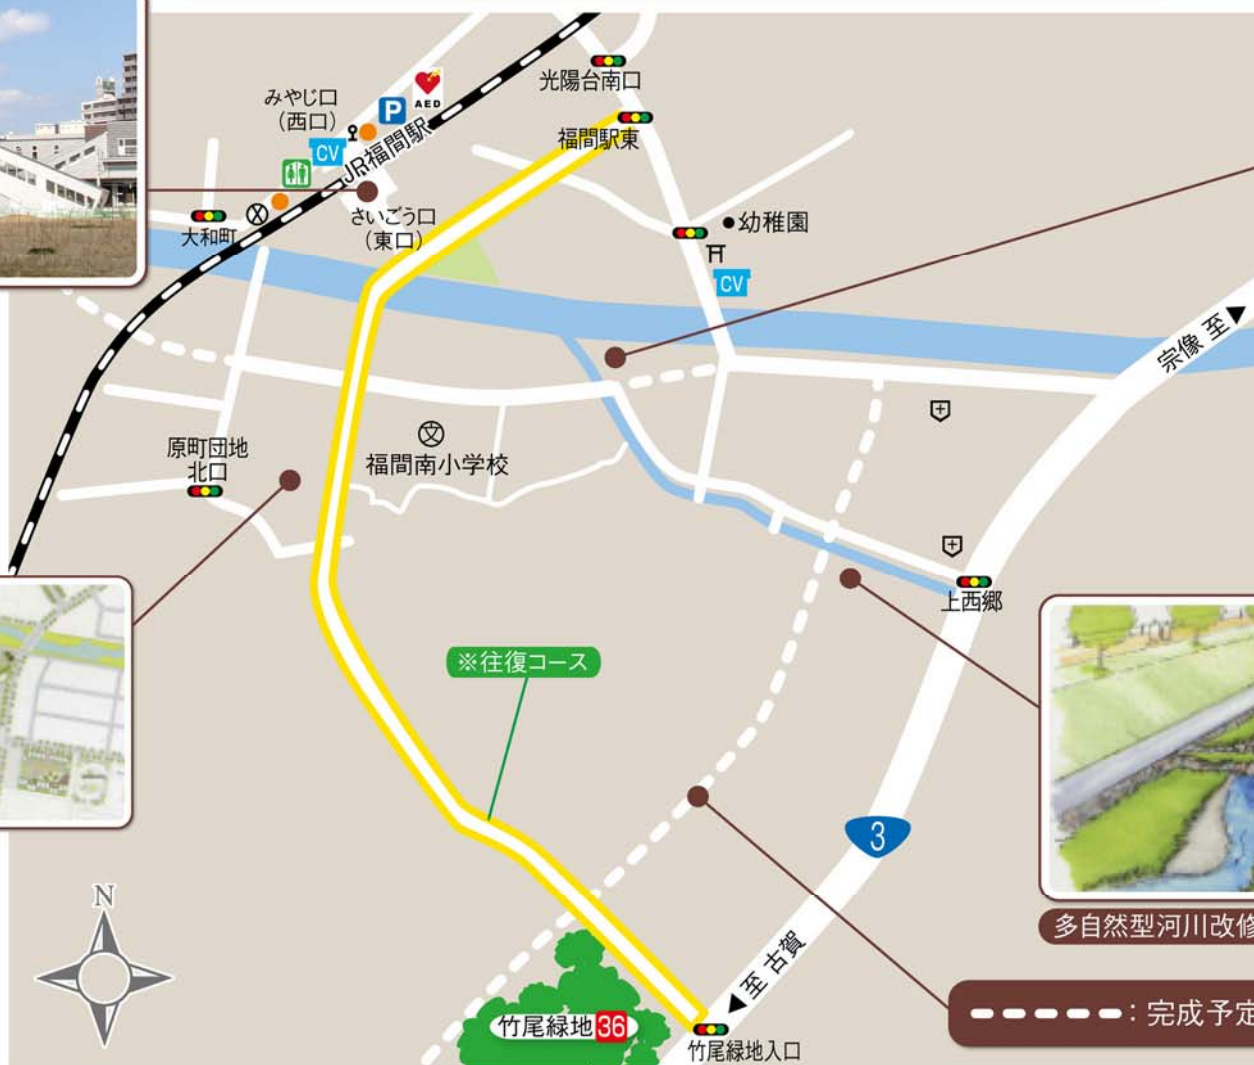 光陽台南口
みやじ口
（西口）
P
AED
福間駅東
CV
JR福間駅
さいごう口
（東口）
大和町
幼稚園
CV
宗像 至▶
原町団地
北口
文
福間南小学校
上西郷
※往復コース
3
N
多自然型河川改修
◀至 古賀
：完成予定
竹尾緑地36
竹尾緑地入口